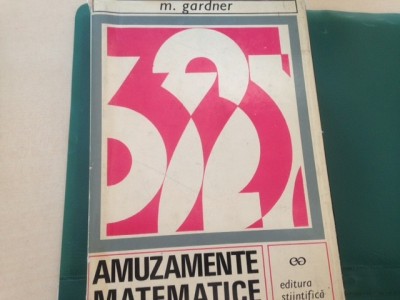 m. gardner
AMUZAMENTE
MATEMATICE
editura
științifică